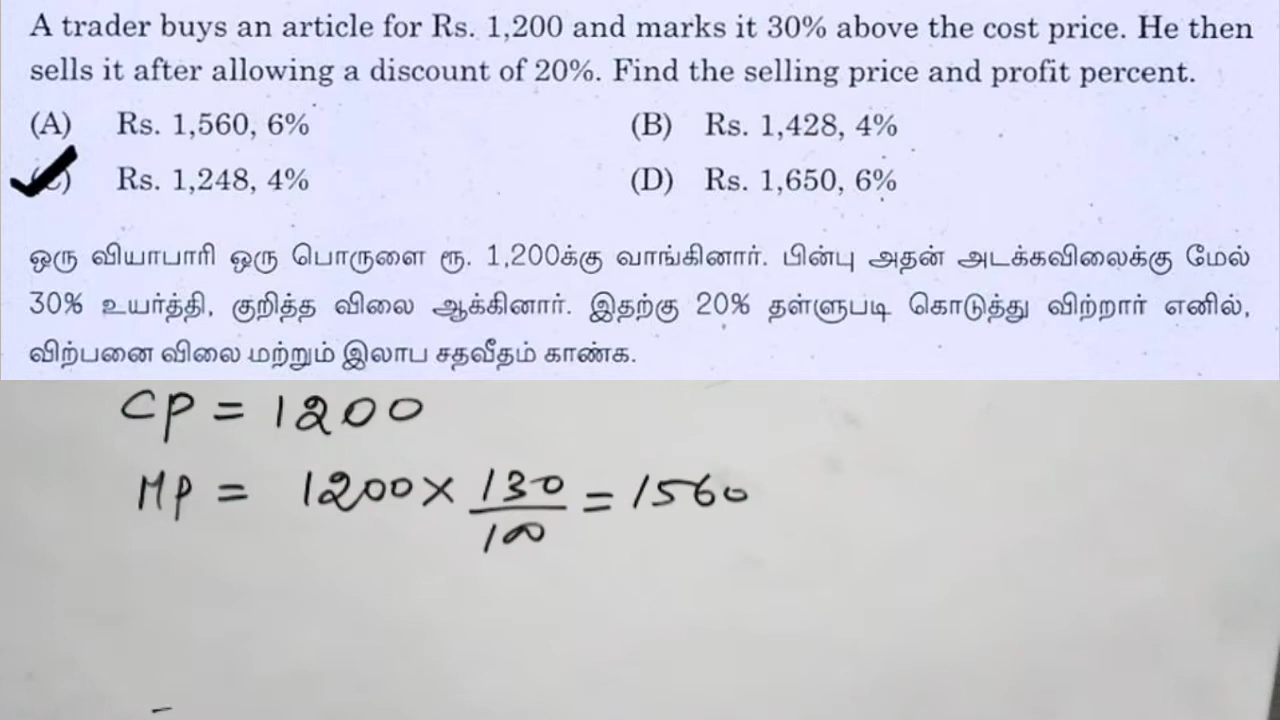 A trader buys an article for Rs. 1,200 and marks it 30% above the cost price. He then
sells it after allowing a discount of 20%. Find the selling price and profit percent.
(A) Rs. 1,560, 6% (B) Rs. 1,428, 4%
(C) Rs. 1,248, 4% (D) Rs. 1,650, 6%
ஒரு வியாபாரி ஒரு பொருளை ரூ. 1,200க்கு வாங்கினார். பின்பு அதன் அடக்கவிலைக்கு மேல்
30% உயர்த்தி, குறித்த விலை ஆக்கினார். இதற்கு 20% தள்ளுபடி கொடுத்து விற்றார் எனில்,
விற்பனை விலை மற்றும் இலாப சதவீதம் காண்க.
CP = 1200
MP = 1200 × 130/100 = 1560